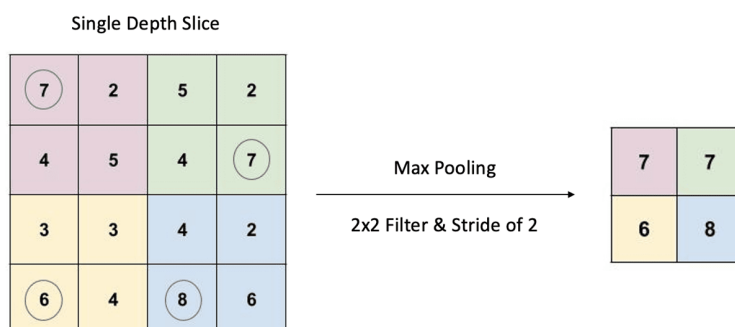 Single Depth Slice
7 2 5 2
4 5 4 7
3 3 4 2
6 4 8 6
Max Pooling
2x2 Filter & Stride of 2
7 7
6 8